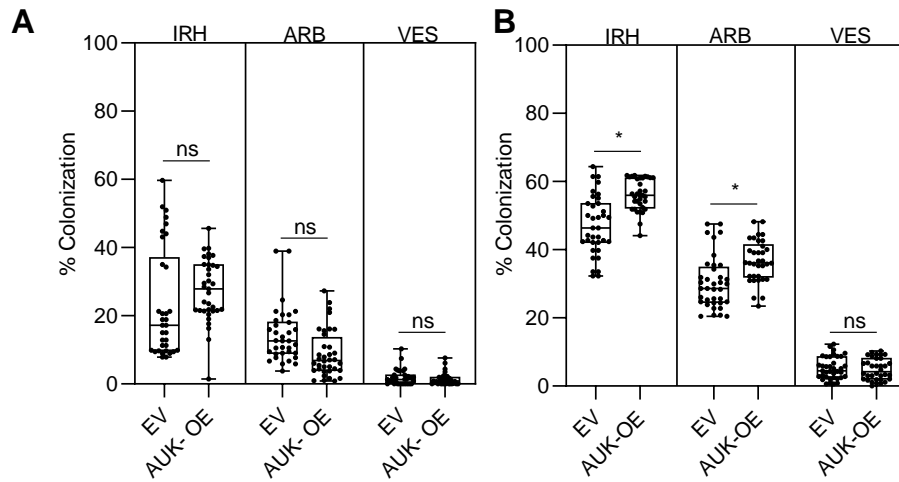 A
IRH ARB VES
100
80
60
40
20
0
% Colonization
ns
ns
ns
EV
AUK- OE
EV
AUK- OE
EV
AUK- OE
B
IRH ARB VES
100
80
60
40
20
0
% Colonization
*
*
ns
EV
AUK-OE
EV
AUK-OE
EV
AUK-OE